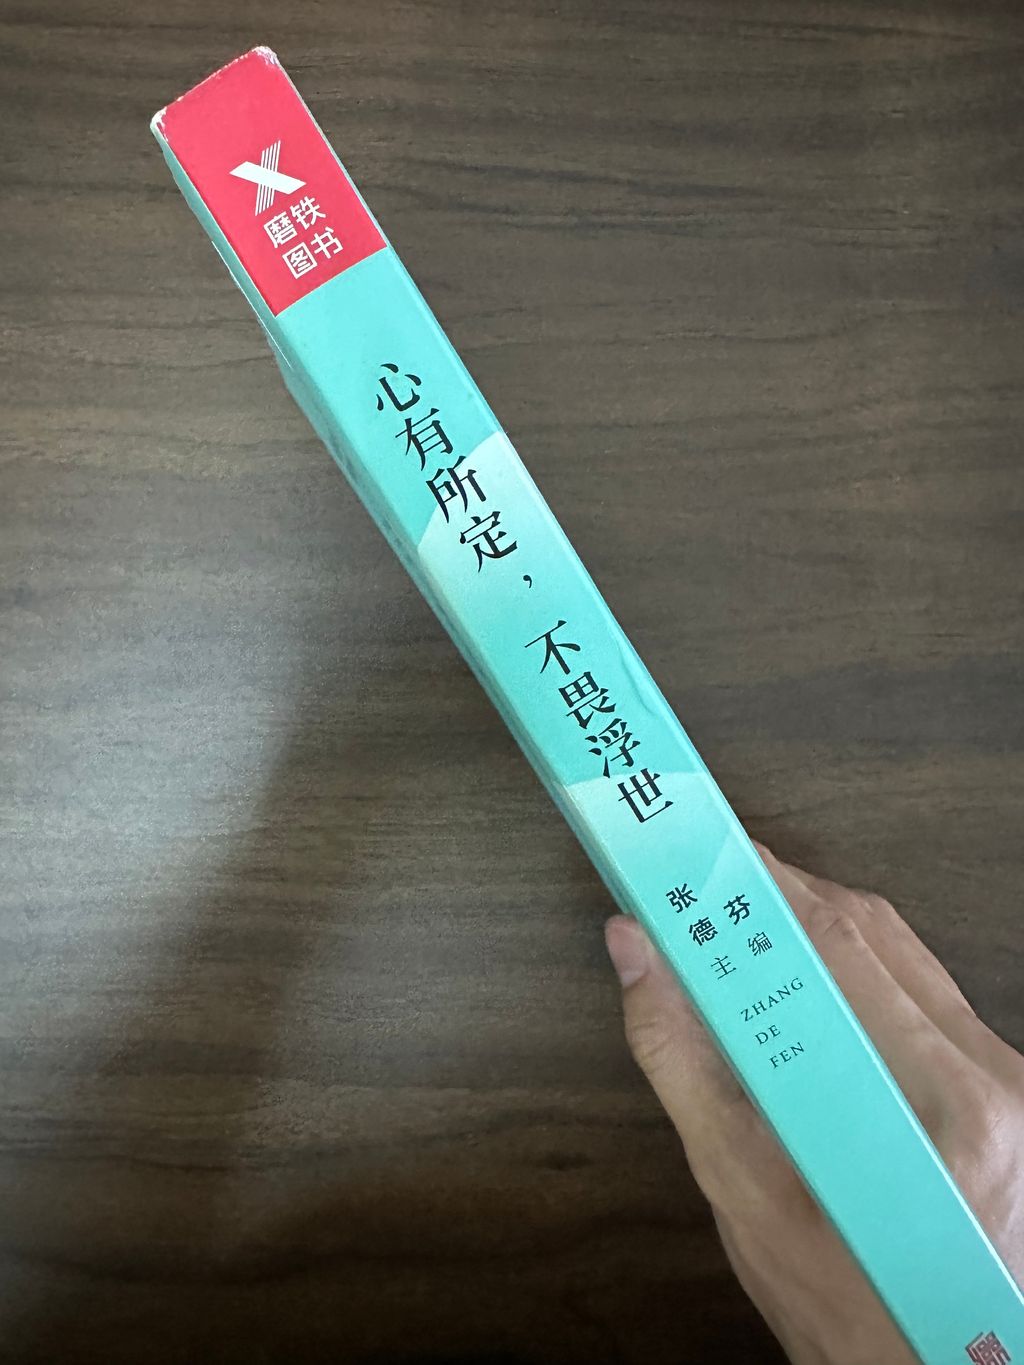 磨铁
图书
心有所定，不畏浮世
张德芬
主编
ZHANG
DE
FEN